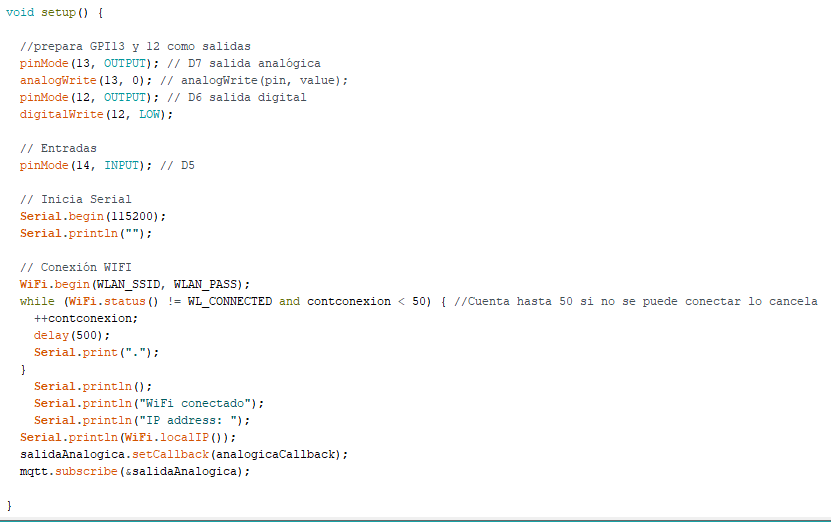 void setup() {
//prepara GPI13 y 12 como salidas
pinMode(13, OUTPUT); // D7 salida analógica
analogWrite(13, 0); // analogWrite(pin, value);
pinMode(12, OUTPUT); // D6 salida digital
digitalWrite(12, LOW);
// Entradas
pinMode(14, INPUT); // D5
// Inicia Serial
Serial.begin(115200);
Serial.println("");
// Conexión WIFI
WiFi.begin(WLAN_SSID, WLAN_PASS);
while (WiFi.status() != WL_CONNECTED and contconexion < 50) { //Cuenta hasta 50 si no se puede conectar lo cancela
++contconexion;
delay(500);
Serial.print(".");
}
Serial.println();
Serial.println("WiFi conectado");
Serial.println("IP address: ");
Serial.println(WiFi.localIP());
salidaAnalogica.setCallback(analogicaCallback);
mqtt.subscribe(&salidaAnalogica);
}